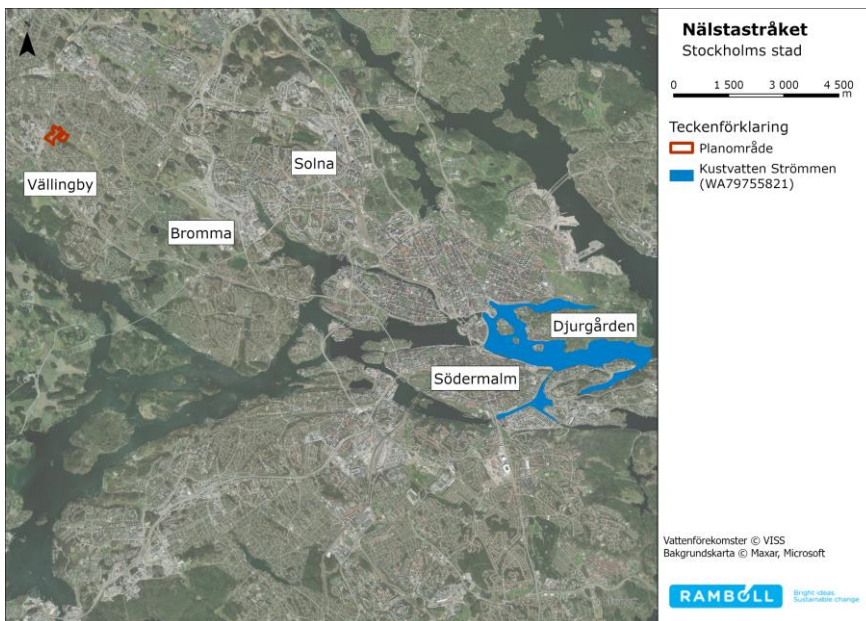 Nälstastråket
Stockholms stad
0 1 500 3 000 4 500
m
Teckenförklaring
Planområde
Kustvatten Strömmen
(WA79755821)
Solna
Vällingby
Bromma
Djurgården
Södermalm
Vattenförekomster © VISS
Bakgrundskarta © Maxar, Microsoft
RAMBOLL
Bright ideas.
Sustainable change.